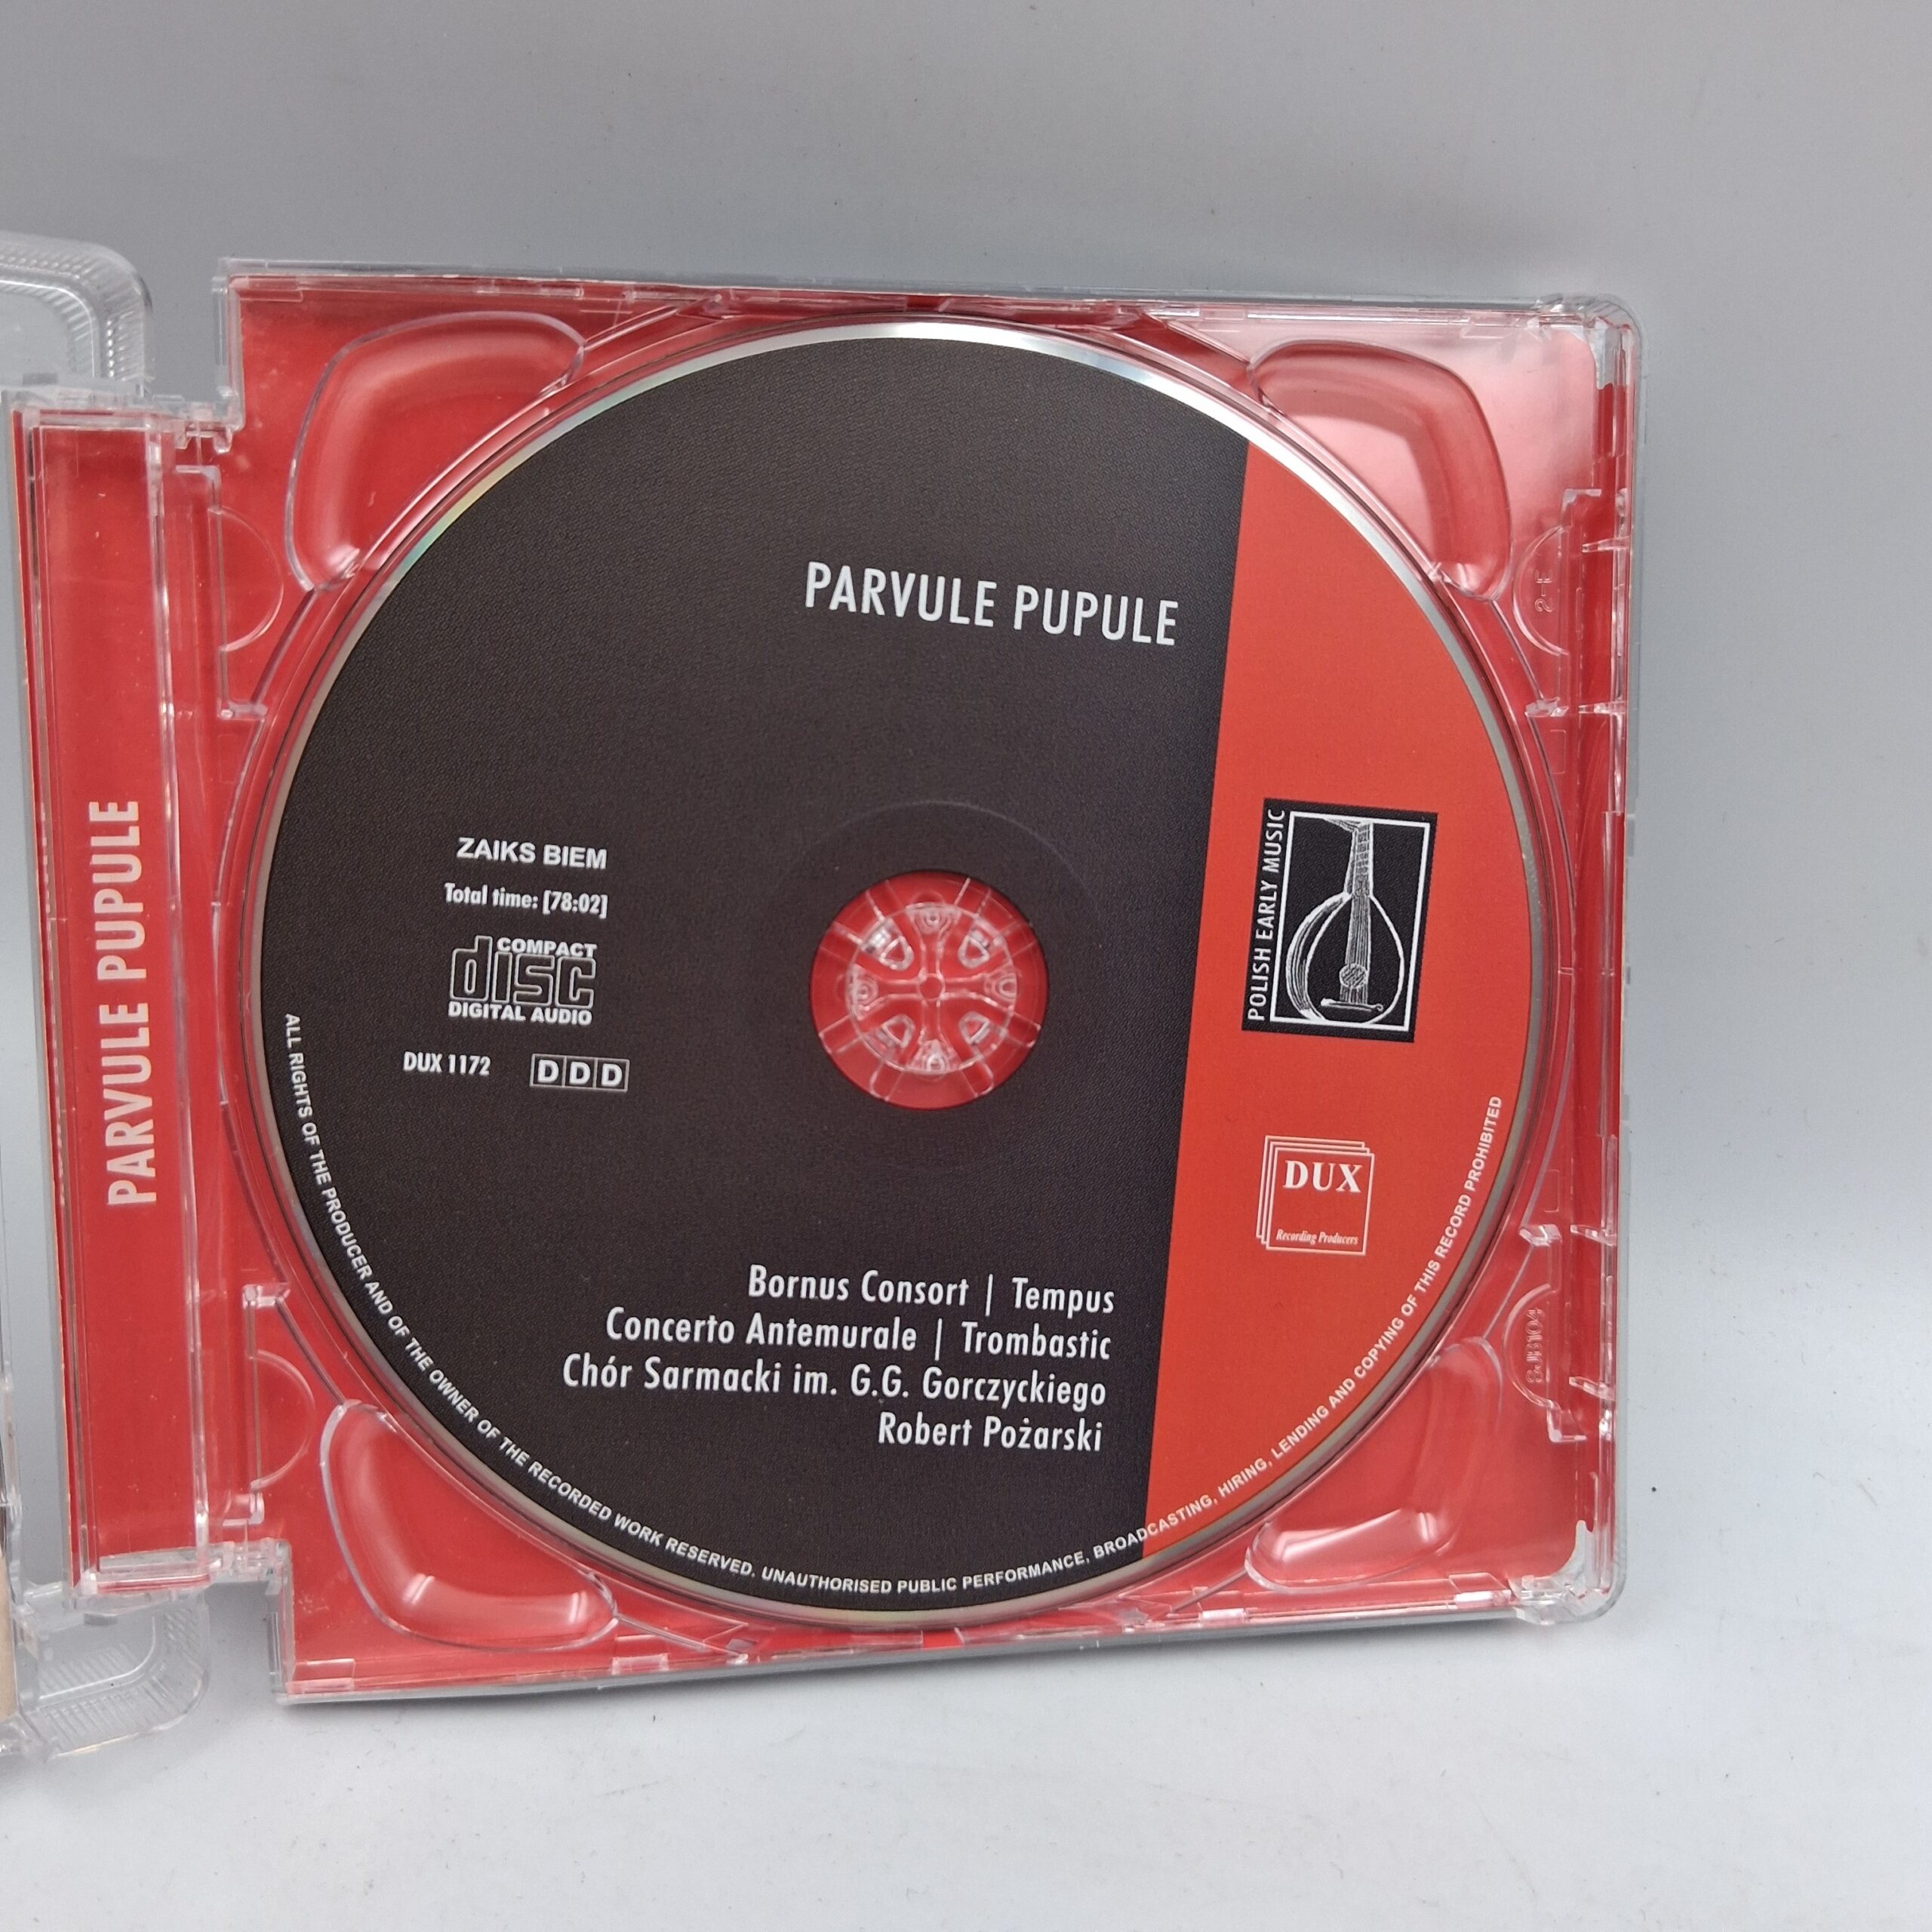 PARVULE PUPULE
PARVULE PUPULE
ZAIKS BIEM
Total time: [78:02]
COMPACT
disc
DIGITAL AUDIO
DUX 1172
DDD
POLISH EARLY MUSIC
DUX
Recording Producers
Bornus Consort | Tempus
Concerto Antemurale | Trombastic
Chór Sarmacki im. G.G. Gorczyckiego
Robert Pożarski
ALL RIGHTS OF THE PRODUCER AND OF THE OWNER OF THE RECORDED WORK RESERVED. UNAUTHORISED PUBLIC PERFORMANCE, BROADCASTING, HIRING, LENDING AND COPYING OF THIS RECORD PROHIBITED